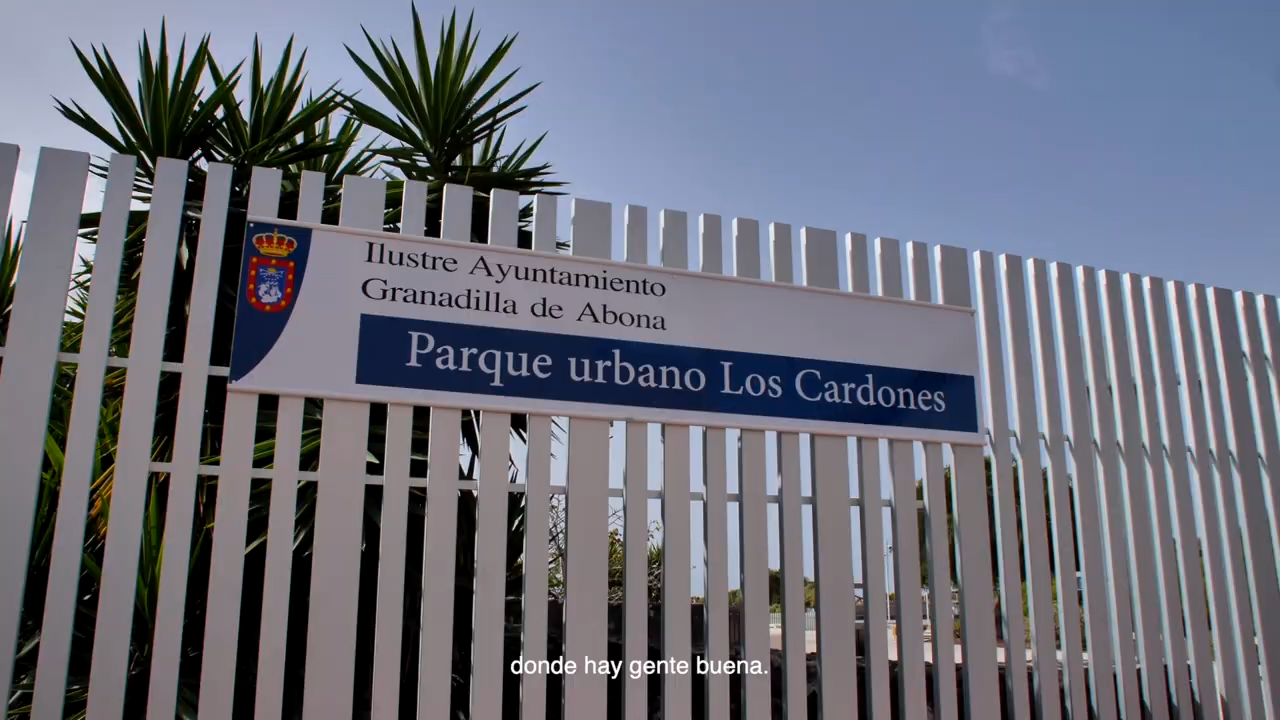 Ilustre Ayuntamiento
Granadilla de Abona
Parque urbano Los Cardones
donde hay gente buena.